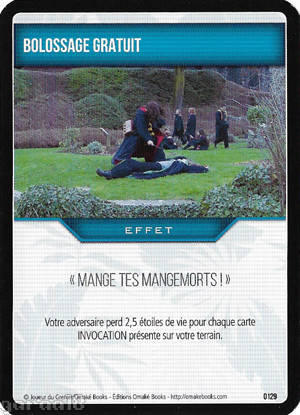 BOLOSSAGE GRATUIT
EFFET
« MANGE TES MANGEMORTS ! »
Votre adversaire perd 2,5 étoiles de vie pour chaque carte
INVOCATION présente sur votre terrain.
© Joueur du Grenier/Omaké Books - Éditions Omaké Books - http://omakebooks.com/
0129